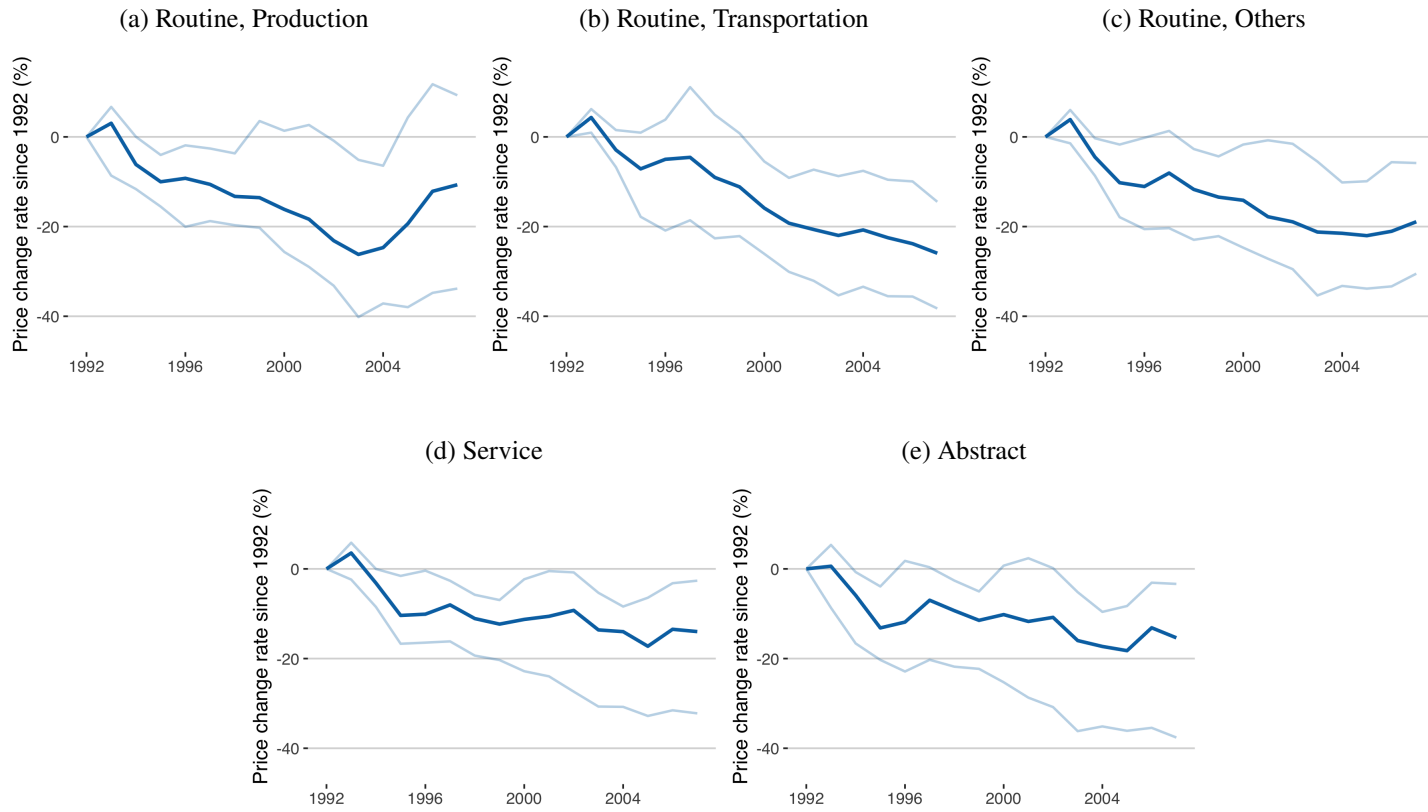 (a) Routine, Production
Price change rate since 1992 (%)
0
-20
-40
1992 1996 2000 2004
(b) Routine, Transportation
Price change rate since 1992 (%)
0
-20
-40
1992 1996 2000 2004
(c) Routine, Others
Price change rate since 1992 (%)
0
-20
-40
1992 1996 2000 2004
(d) Service
Price change rate since 1992 (%)
0
-20
-40
1992 1996 2000 2004
(e) Abstract
Price change rate since 1992 (%)
0
-20
-40
1992 1996 2000 2004